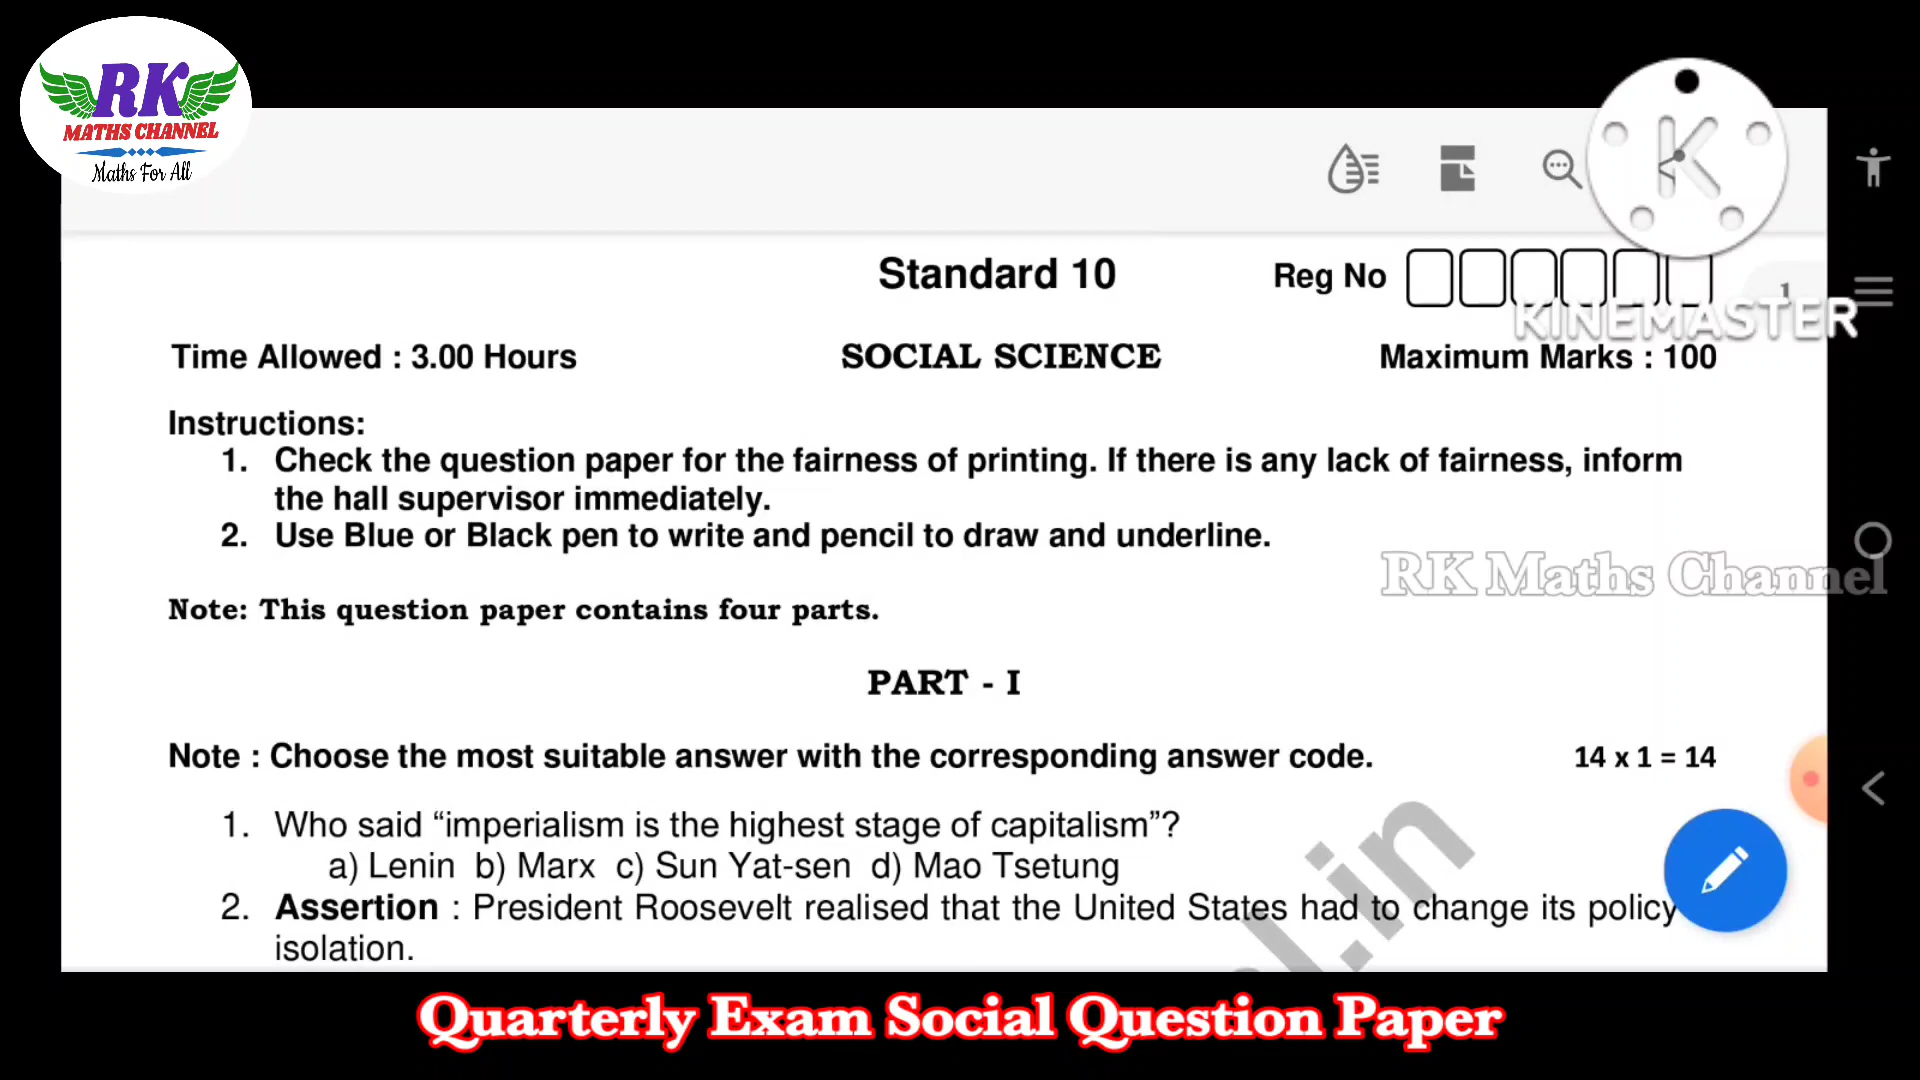 RK
MATHS CHANNEL
Maths For All
K
Standard 10
Reg No
1
KINEMASTER
Time Allowed : 3.00 Hours
SOCIAL SCIENCE
Maximum Marks : 100
Instructions:
1. Check the question paper for the fairness of printing. If there is any lack of fairness, inform
the hall supervisor immediately.
2. Use Blue or Black pen to write and pencil to draw and underline.
RK Maths Channel
Note: This question paper contains four parts.
PART - I
Note : Choose the most suitable answer with the corresponding answer code.
14 x 1 = 14
1. Who said “imperialism is the highest stage of capitalism”?
a) Lenin b) Marx c) Sun Yat-sen d) Mao Tsetung
2. Assertion : President Roosevelt realised that the United States had to change its policy
isolation.
l.in
Quarterly Exam Social Question Paper